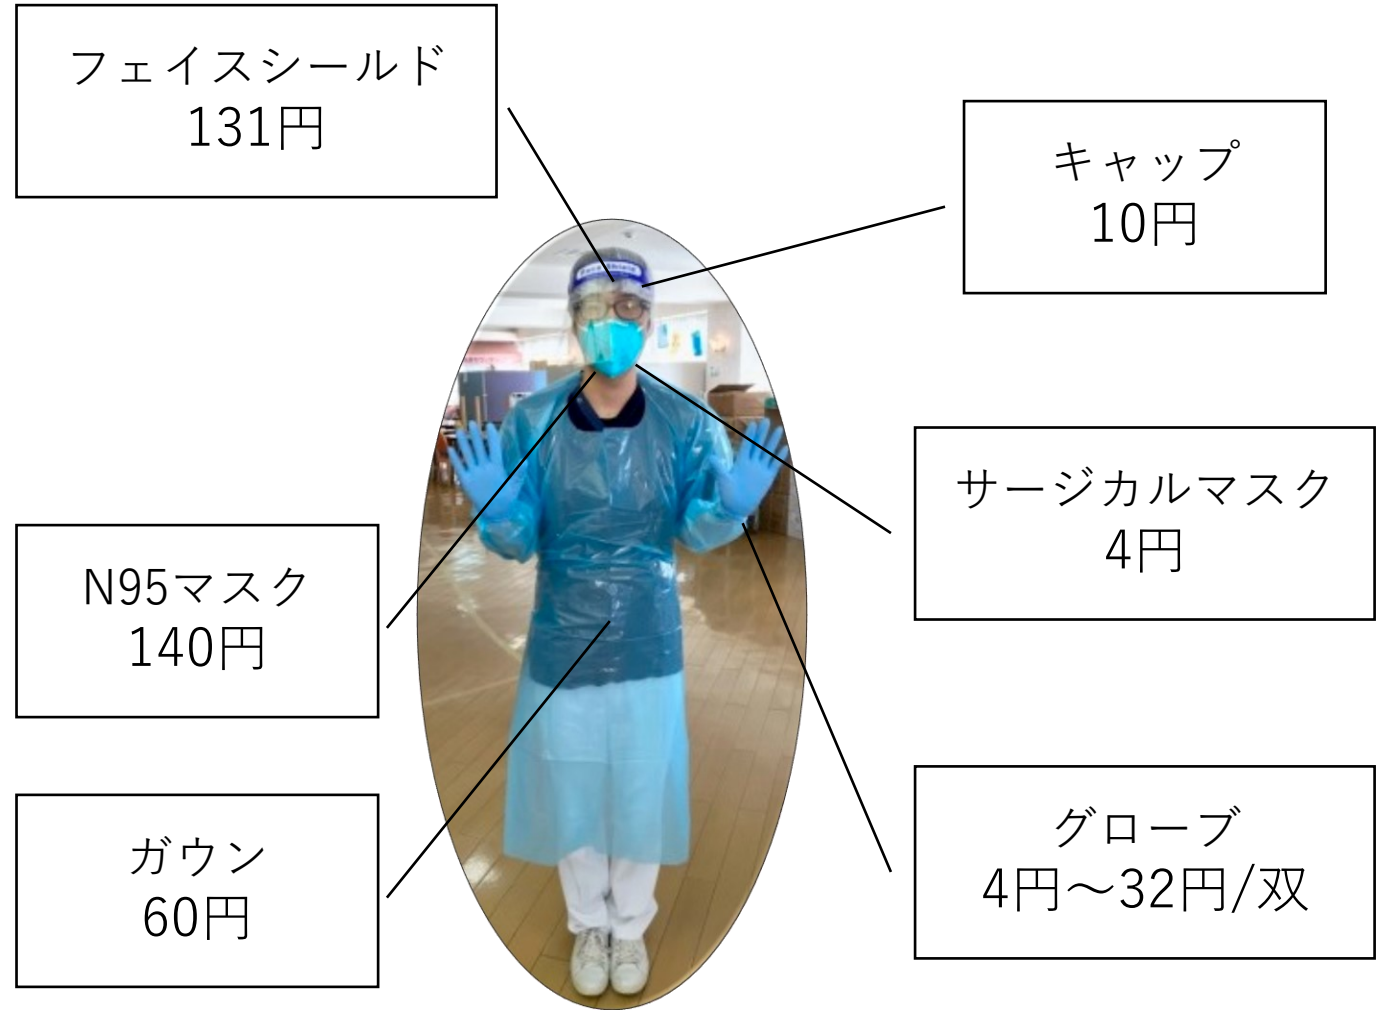 フェイスシールド
131円
キャップ
10円
Face Shield
サージカルマスク
4円
N95マスク
140円
グローブ
4円～32円/双
ガウン
60円